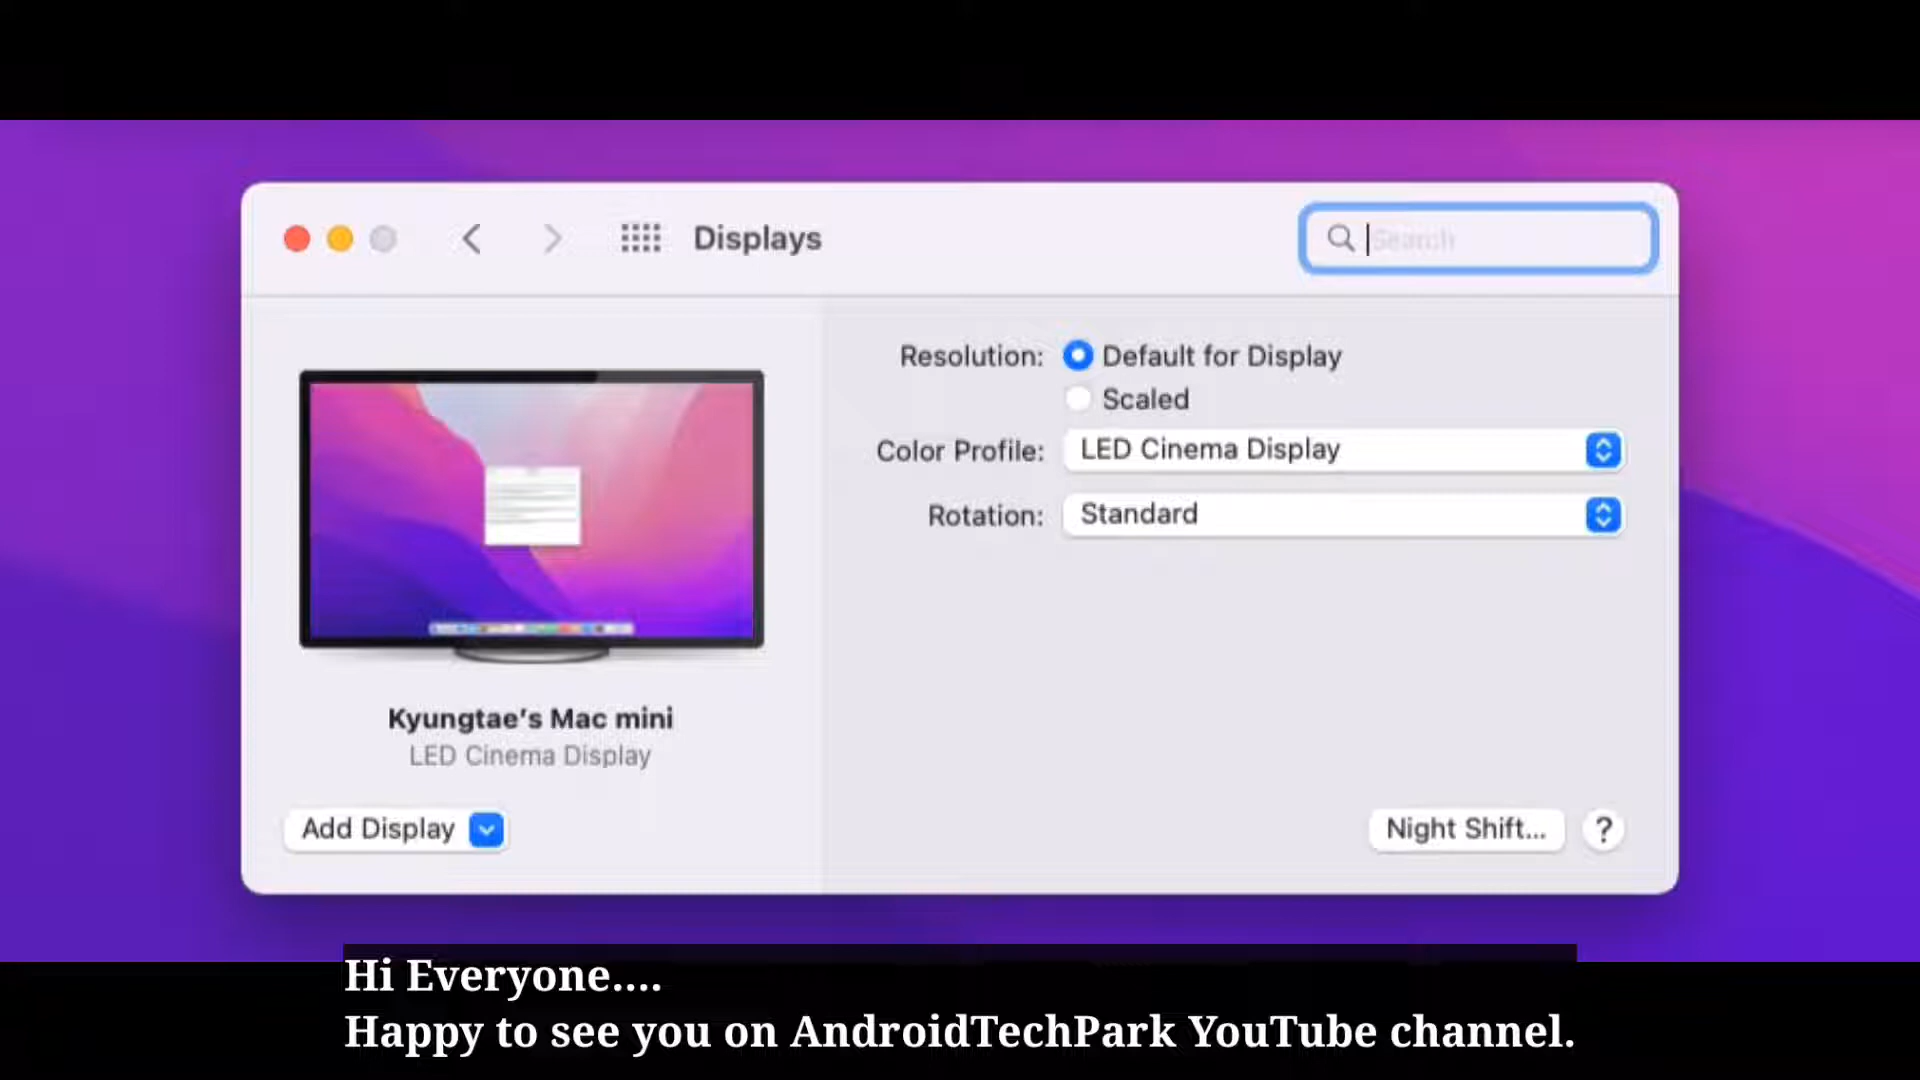 Displays
Search
Resolution: Default for Display
Scaled
Color Profile: LED Cinema Display
Rotation: Standard
Kyungtae's Mac mini
LED Cinema Display
Add Display
Night Shift... ?
Hi Everyone....
Happy to see you on AndroidTechPark YouTube channel.